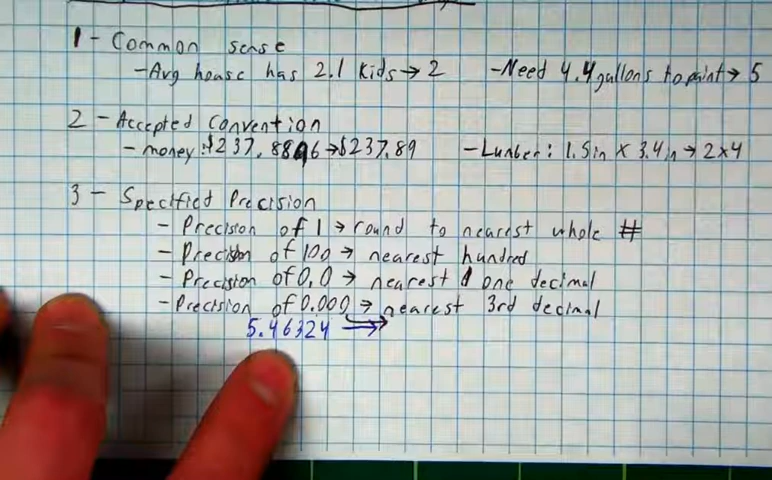 1 - Common sense
- Avg house has 2.1 kids → 2 - Need 4.4 gallons to paint → 5
2 - Accepted Convention
- money: $237.8896 → $237.89 - Lumber: 1.5in x 3.4in → 2x4
3 - Specified Precision
- Precision of 1 → round to nearest whole #
- Precision of 100 → nearest hundred
- Precision of 0.0 → nearest one decimal
- Precision of 0.000 → nearest 3rd decimal
5.46324 →